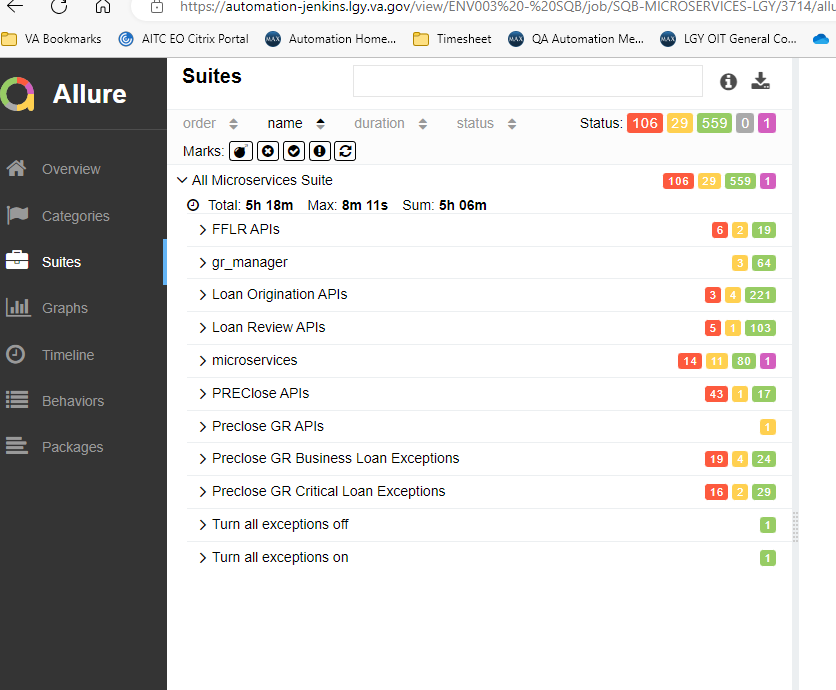 https://automation-jenkins.lgy.va.gov/view/ENV003%20-%20SQB/job/SQB-MICROSERVICES-LGY/3714/allu
VA Bookmarks AITC EO Citrix Portal MAX Automation Home... Timesheet MAX QA Automation Me... MAX LGY OIT General Co...
Allure
Overview
Categories
Suites
Graphs
Timeline
Behaviors
Packages
Suites
order name duration status Status: 106 29 559 0 1
Marks:
All Microservices Suite 106 29 559 1
Total: 5h 18m Max: 8m 11s Sum: 5h 06m
FFLR APIs 6 2 19
gr_manager 3 64
Loan Origination APIs 3 4 221
Loan Review APIs 5 1 103
microservices 14 11 80 1
PREClose APIs 43 1 17
Preclose GR APIs 1
Preclose GR Business Loan Exceptions 19 4 24
Preclose GR Critical Loan Exceptions 16 2 29
Turn all exceptions off 1
Turn all exceptions on 1